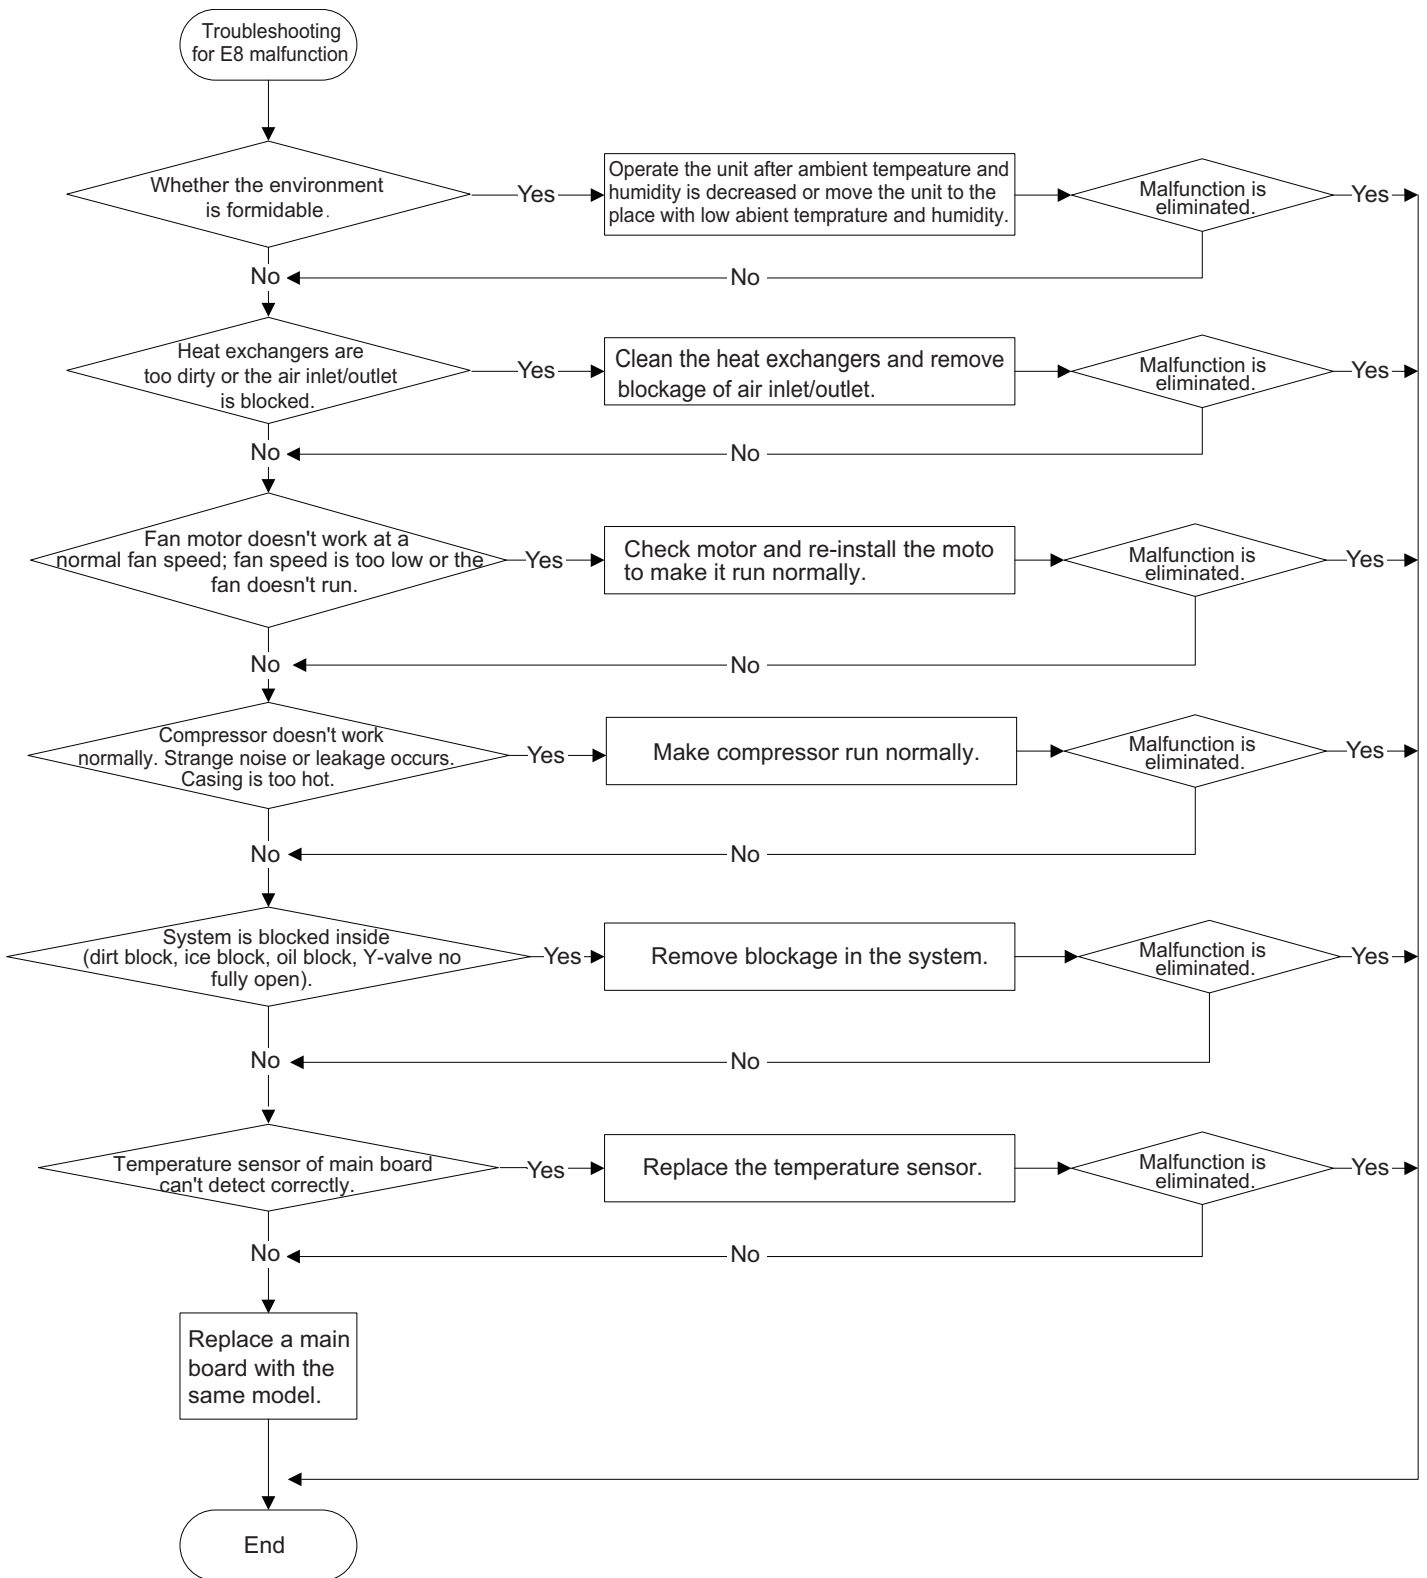 Troubleshooting
for E8 malfunction
Whether the environment
is formidable.
Yes
Operate the unit after ambient tempeature and
humidity is decreased or move the unit to the
place with low abient temprature and humidity.
Malfunction is
eliminated.
Yes
No
No
Heat exchangers are
too dirty or the air inlet/outlet
is blocked.
Yes
Clean the heat exchangers and remove
blockage of air inlet/outlet.
Malfunction is
eliminated.
Yes
No
No
Fan motor doesn't work at a
normal fan speed; fan speed is too low or the
fan doesn't run.
Yes
Check motor and re-install the moto
to make it run normally.
Malfunction is
eliminated.
Yes
No
No
Compressor doesn't work
normally. Strange noise or leakage occurs.
Casing is too hot.
Yes
Make compressor run normally.
Malfunction is
eliminated.
Yes
No
No
System is blocked inside
(dirt block, ice block, oil block, Y-valve no
fully open).
Yes
Remove blockage in the system.
Malfunction is
eliminated.
Yes
No
No
Temperature sensor of main board
can't detect correctly.
Yes
Replace the temperature sensor.
Malfunction is
eliminated.
Yes
No
No
Replace a main
board with the
same model.
End